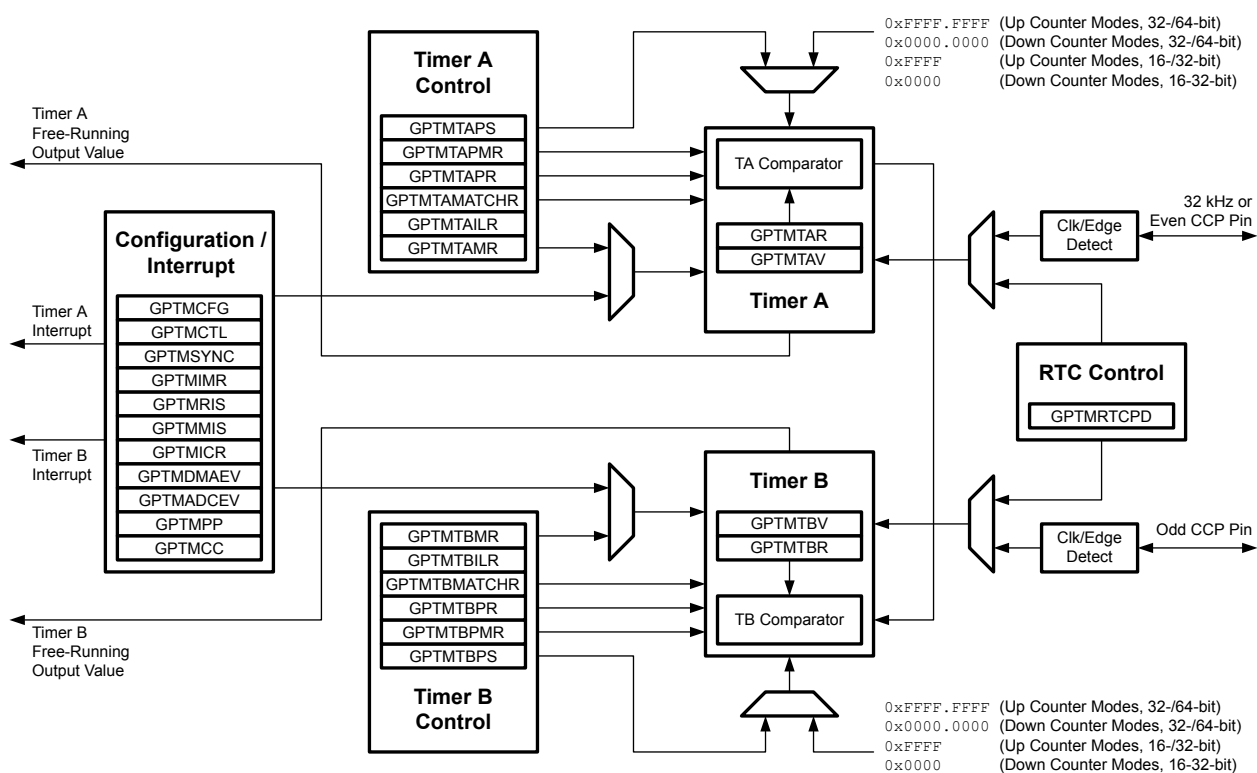 0xFFFF.FFFF (Up Counter Modes, 32-/64-bit)
0x0000.0000 (Down Counter Modes, 32-/64-bit)
0xFFFF (Up Counter Modes, 16-/32-bit)
0x0000 (Down Counter Modes, 16-32-bit)
Timer A
Control
GPTMTAPS
GPTMTAPMR
GPTMTAPR
GPTMTAMATCHR
GPTMTAILR
GPTMTAMR
Timer A
Free-Running
Output Value
TA Comparator
GPTMTAR
GPTMTAV
Timer A
Clk/Edge
Detect
32 kHz or
Even CCP Pin
Configuration /
Interrupt
GPTMCFG
GPTMCTL
GPTMSYNC
GPTMIMR
GPTMRIS
GPTMMIS
GPTMICR
GPTMDMAEV
GPTMADCEV
GPTMPP
GPTMCC
Timer A
Interrupt
Timer B
Interrupt
RTC Control
GPTMRTCPD
Timer B
GPTMTBV
GPTMTBR
TB Comparator
Clk/Edge
Detect
Odd CCP Pin
GPTMTBMR
GPTMTBILR
GPTMTBMATCHR
GPTMTBPR
GPTMTBPMR
GPTMTBPS
Timer B
Control
Timer B
Free-Running
Output Value
0xFFFF.FFFF (Up Counter Modes, 32-/64-bit)
0x0000.0000 (Down Counter Modes, 32-/64-bit)
0xFFFF (Up Counter Modes, 16-/32-bit)
0x0000 (Down Counter Modes, 16-32-bit)